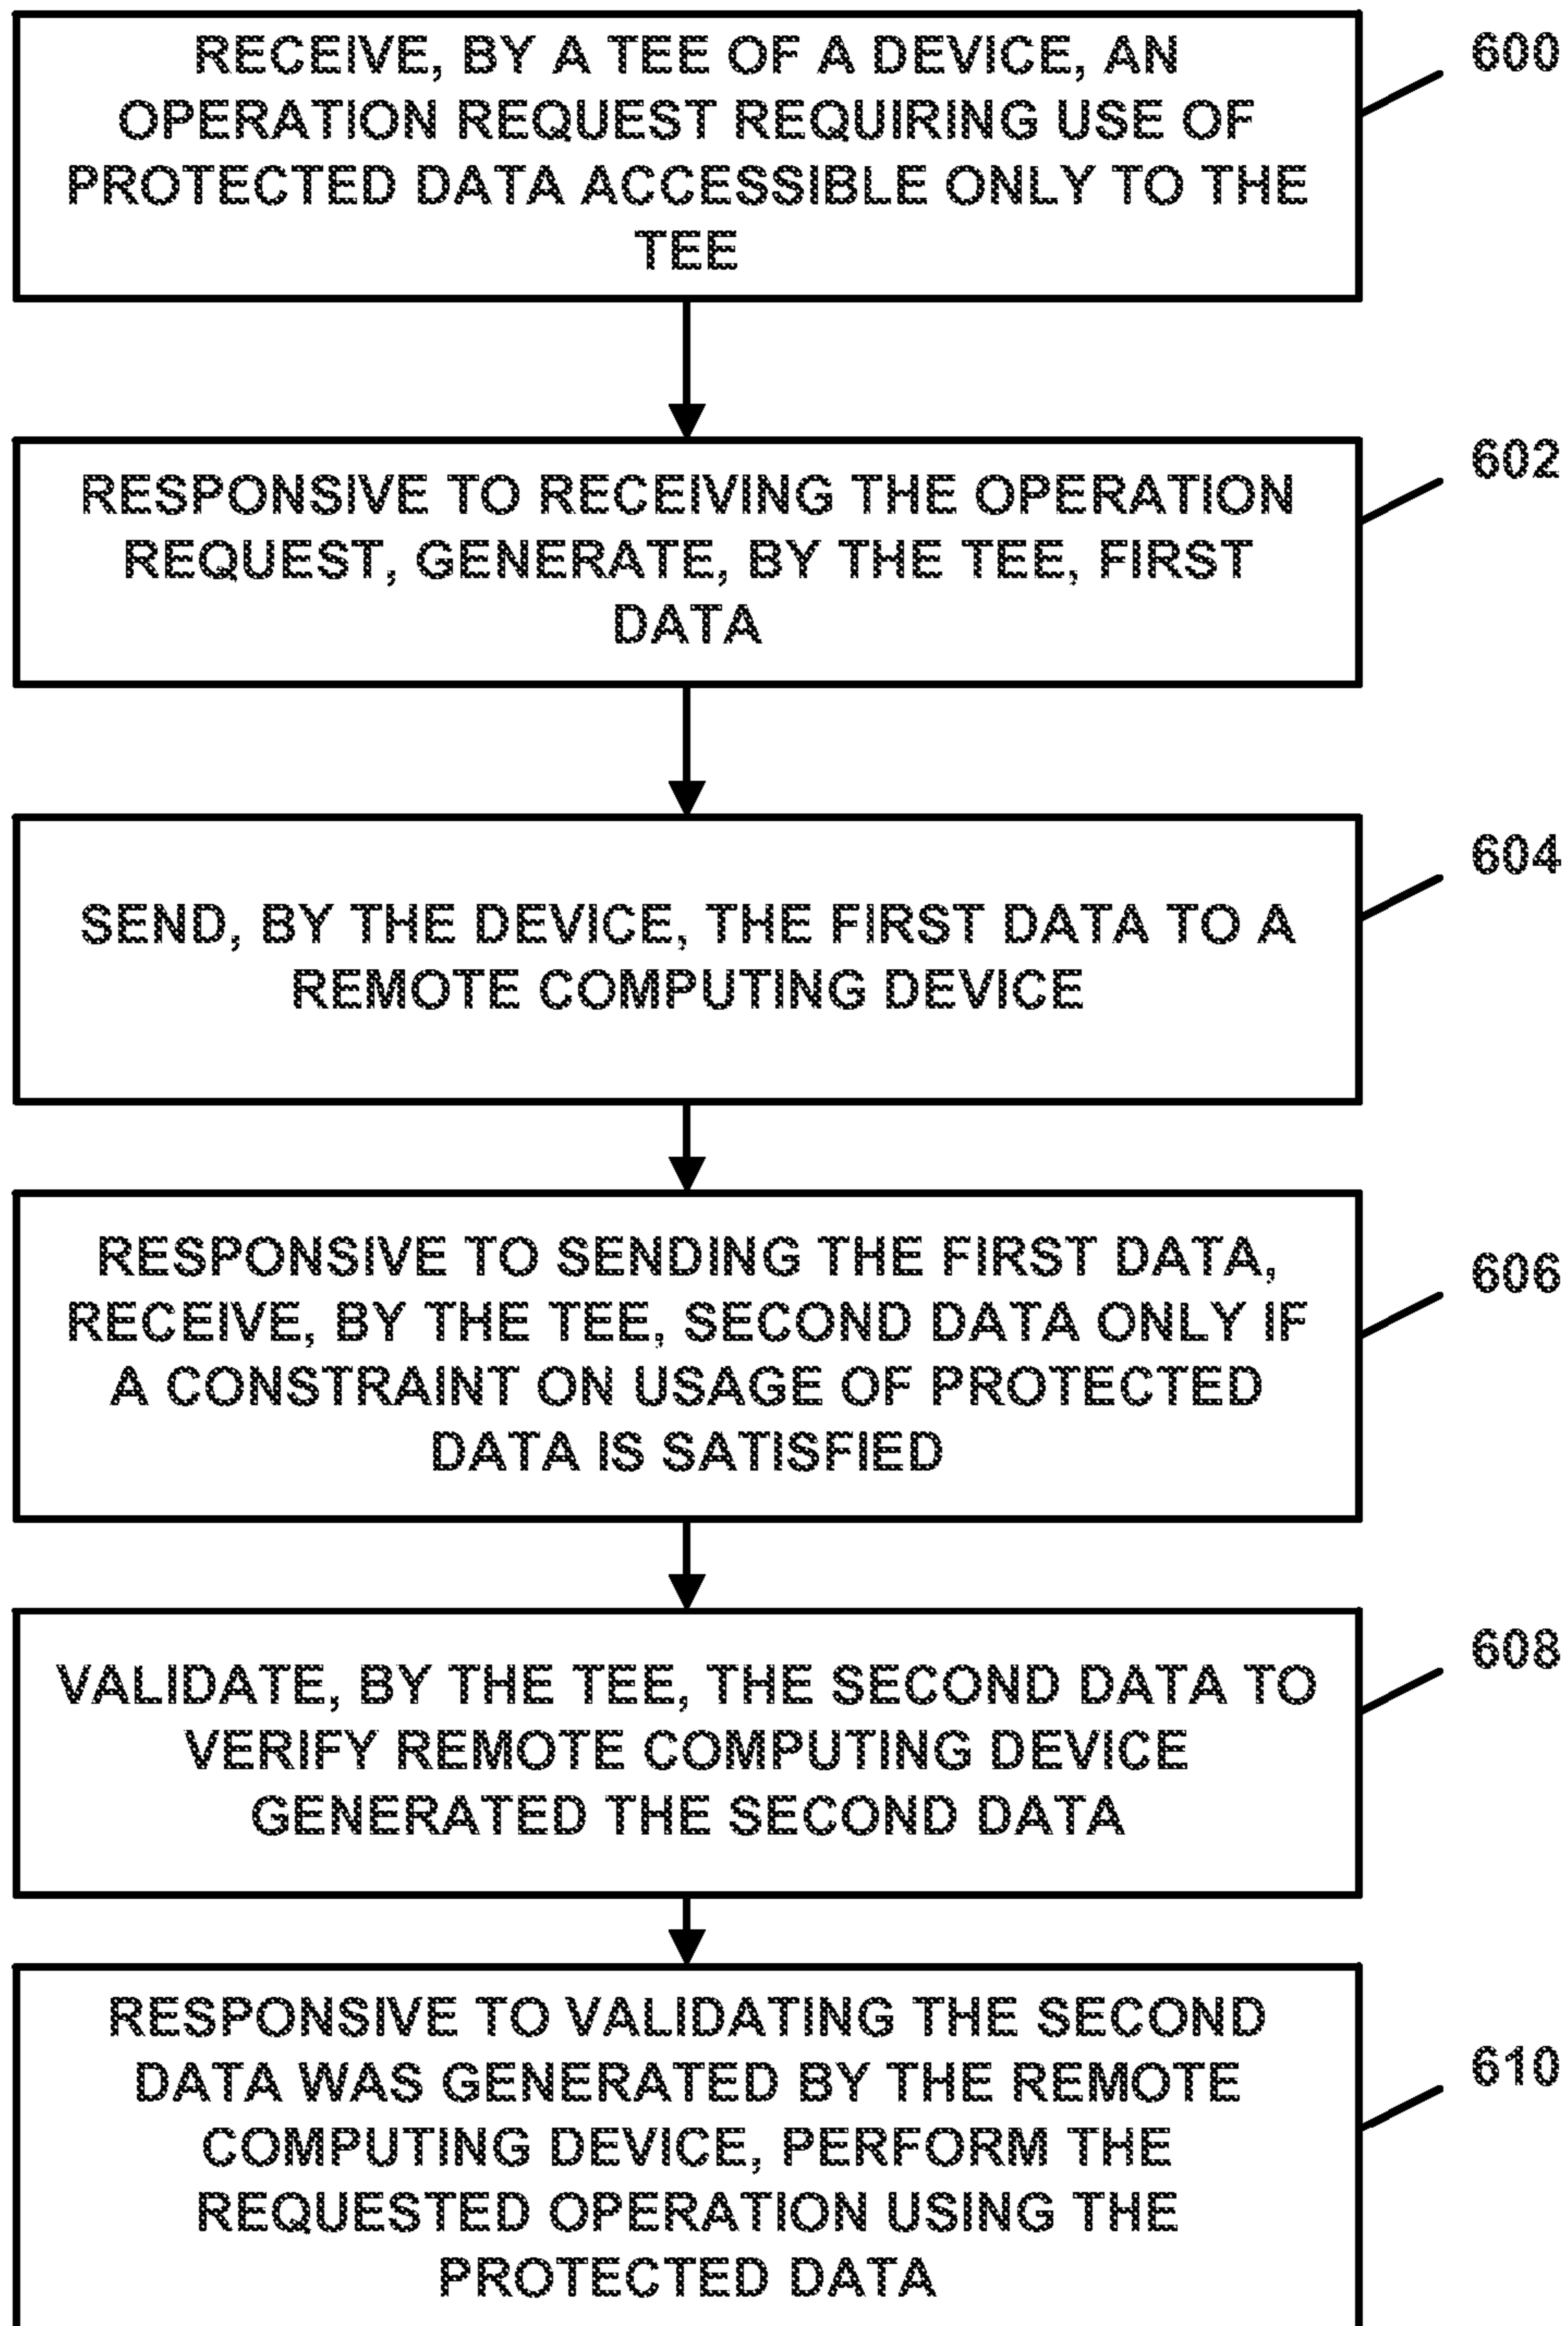 RECEIVE, BY A TEE OF A DEVICE, AN
600
OPERATION REQUEST REQUIRING USE OF
PROTECTED DATA ACCESSIBLE ONLY TO THE
TEE
602
RESPONSIVE TO RECEIVING THE OPERATION
REQUEST, GENERATE, BY THE TEE, FIRST
DATA
604
SEND, BY THE DEVICE, THE FIRST DATA TO A
REMOTE COMPUTING DEVICE
RESPONSIVE TO SENDING THE FIRST DATA,
606
RECEIVE, BY THE TEE, SECOND DATA ONLY IF
A CONSTRAINT ON USAGE OF PROTECTED
DATA IS SATISFIED
608
VALIDATE, BY THE TEE, THE SECOND DATA TO
VERIFY REMOTE COMPUTING DEVICE
GENERATED THE SECOND DATA
RESPONSIVE TO VALIDATING THE SECOND
610
DATA WAS GENERATED BY THE REMOTE
COMPUTING DEVICE, PERFORM THE
REQUESTED OPERATION USING THE
PROTECTED DATA